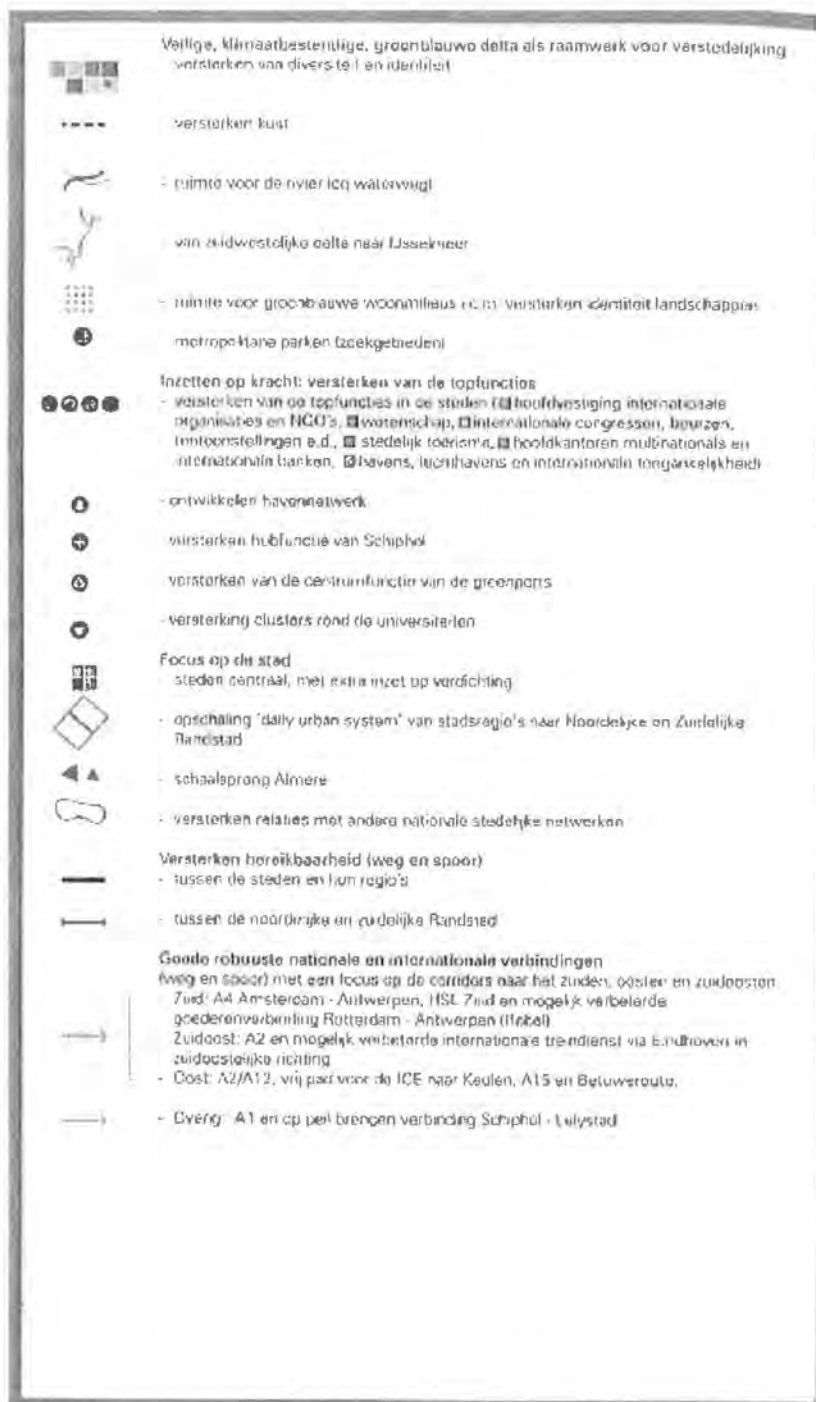 Veilige, klimaatbestendige, groenblauwe delta als raamwerk voor verstedelijking
- versterken van diversiteit en identiteit
- versterken kust
- ruimte voor de rivier
- van zuidwestelijke delta naar IJsselmeer
- ruimte voor groenblauwe woonmilieus versterken identiteit landschappen
- metropolitane parken (zoekgebieden)
Inzetten op kracht: versterken van de topfuncties
- versterken van de topfuncties in de steden ( hoofdvestiging internationale
organisaties en NGO's, wetenschap, internationale congressen, beurzen,
tentoonstellingen e.d., stedelijk toerisme, hoofdkantoren multinationals en
internationale banken, havens, luchthavens en internationale toegankelijkheid)
- ontwikkelen havennetwerk
- versterken hubfunctie van Schiphol
- versterken van de centrumfunctie van de greenports
- versterking clusters rond de universiteiten
Focus op de stad
- steden centraal, met extra inzet op verdichting
- opschaling 'daily urban system' van stadsregio's naar Noordelijke en Zuidelijke
Randstad
- schaalsprong Almere
- versterken relaties met andere nationale stedelijke netwerken
Versterken bereikbaarheid (weg en spoor)
- tussen de steden en hun regio's
- tussen de noordelijke en zuidelijke Randstad
Goede robuuste nationale en internationale verbindingen
(weg en spoor) met een focus op de corridors naar het zuiden, oosten en zuidoosten
- Zuid: A4 Amsterdam - Antwerpen, HSL Zuid en mogelijk verbeterde
goederenverbinding Rotterdam - Antwerpen (Robel)
- Zuidoost: A2 en mogelijk verbeterde internationale treindienst via Eindhoven in
zuidoostelijke richting
- Oost: A2/A12, vrij pad voor de ICE naar Keulen, A15 en Betuweroute.
- Overig: A1 en op peil brengen verbinding Schiphol - Lelystad